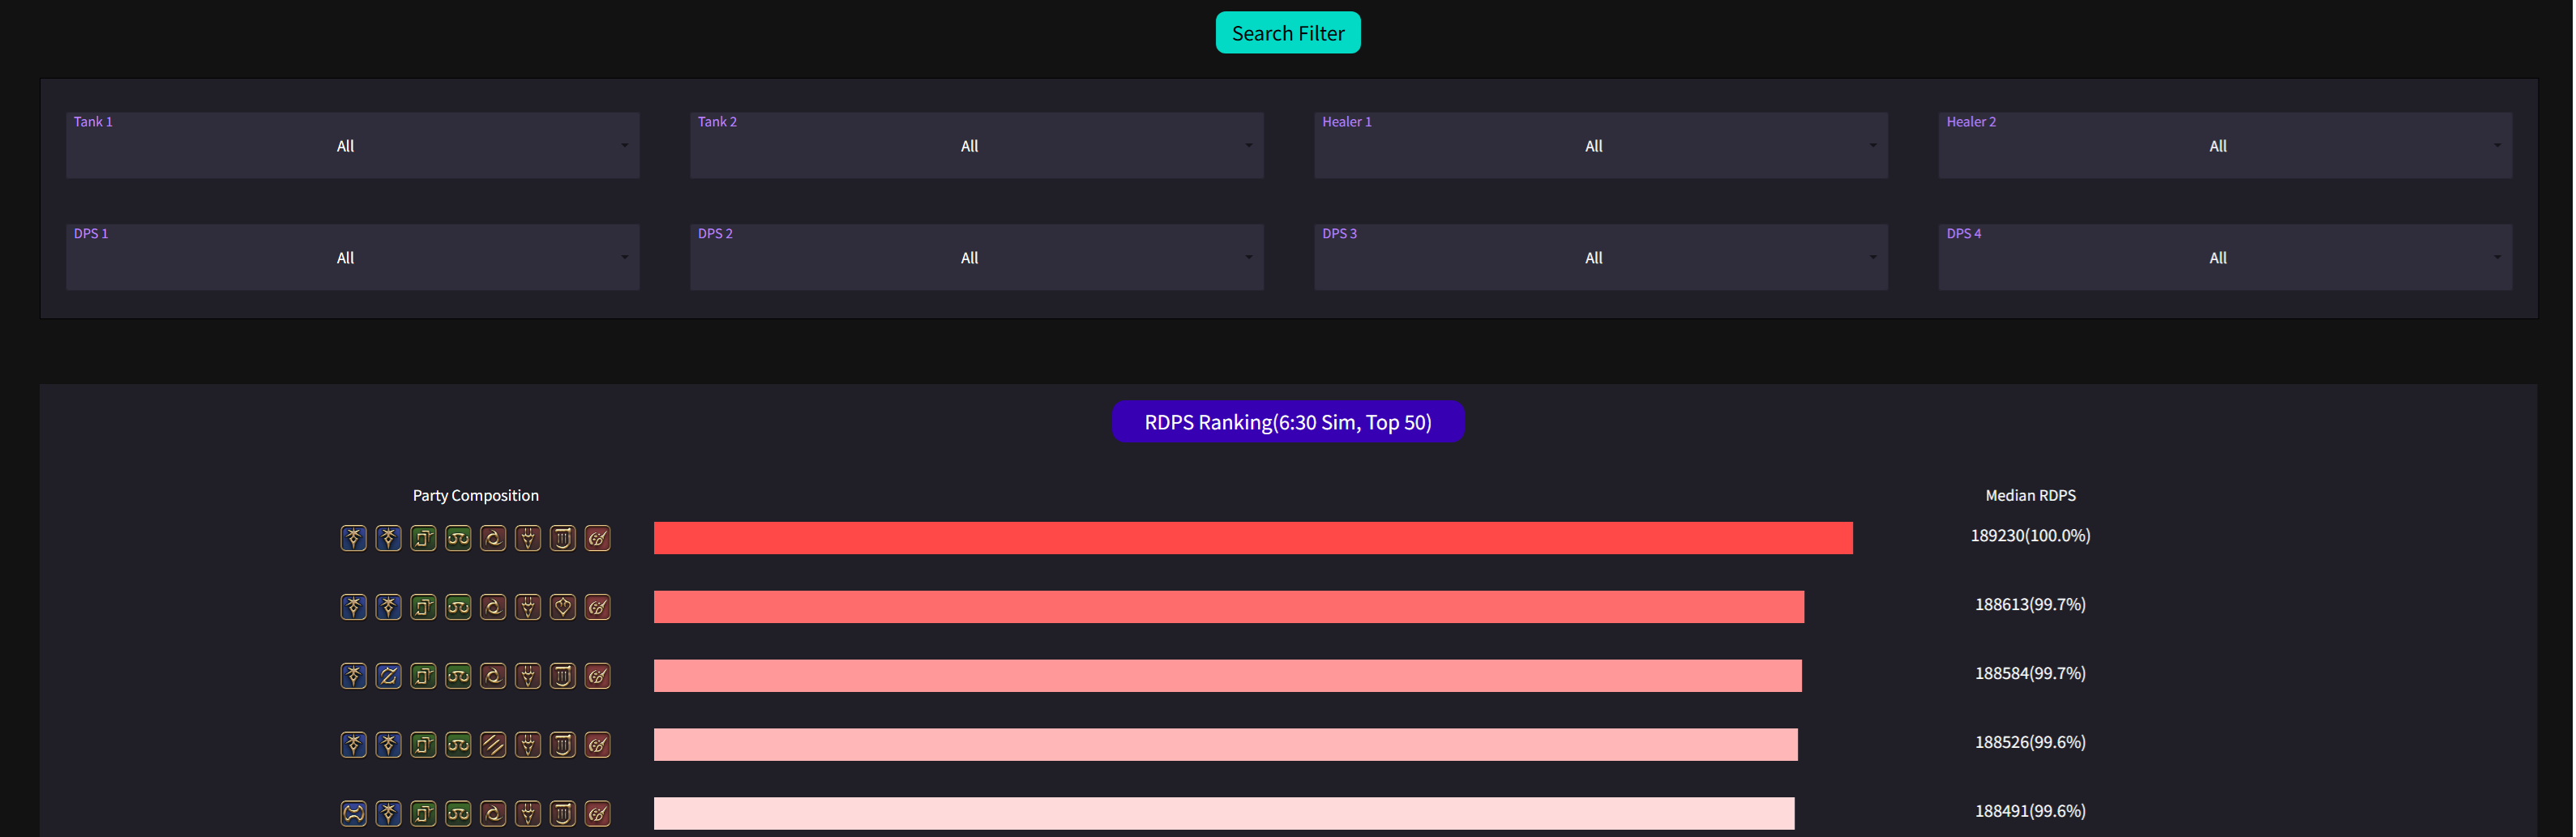 Search Filter
Tank 1
All
Tank 2
All
Healer 1
All
Healer 2
All
DPS 1
All
DPS 2
All
DPS 3
All
DPS 4
All
RDPS Ranking(6:30 Sim, Top 50)
Party Composition
Median RDPS
189230(100.0%)
188613(99.7%)
188584(99.7%)
188526(99.6%)
188491(99.6%)